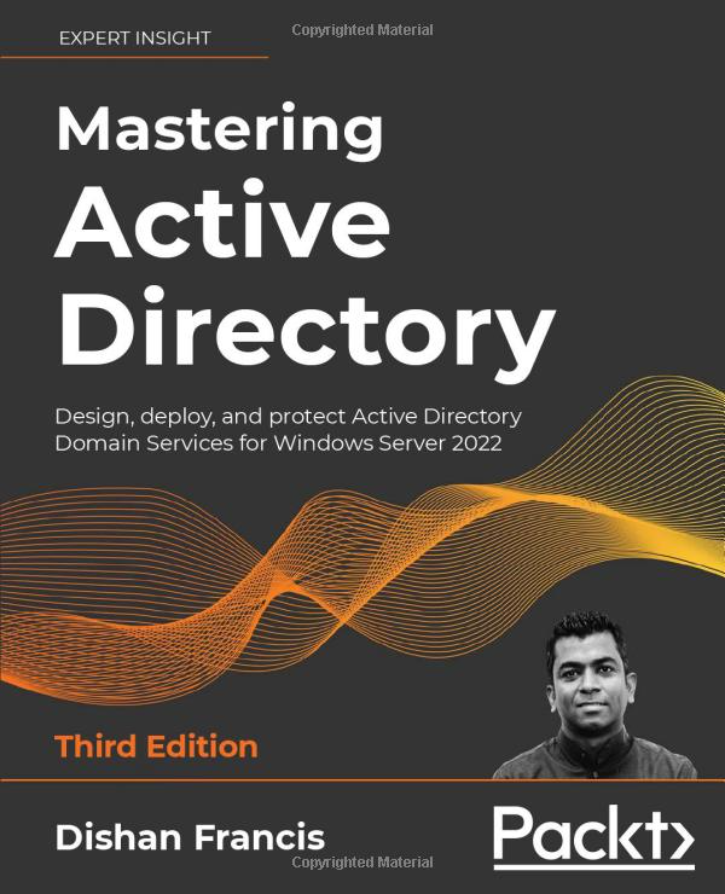 Copyrighted Material
EXPERT INSIGHT
Mastering
Active
Directory
Design, deploy, and protect Active Directory
Domain Services for Windows Server 2022
Third Edition
Dishan Francis
Packt>
Copyrighted Material